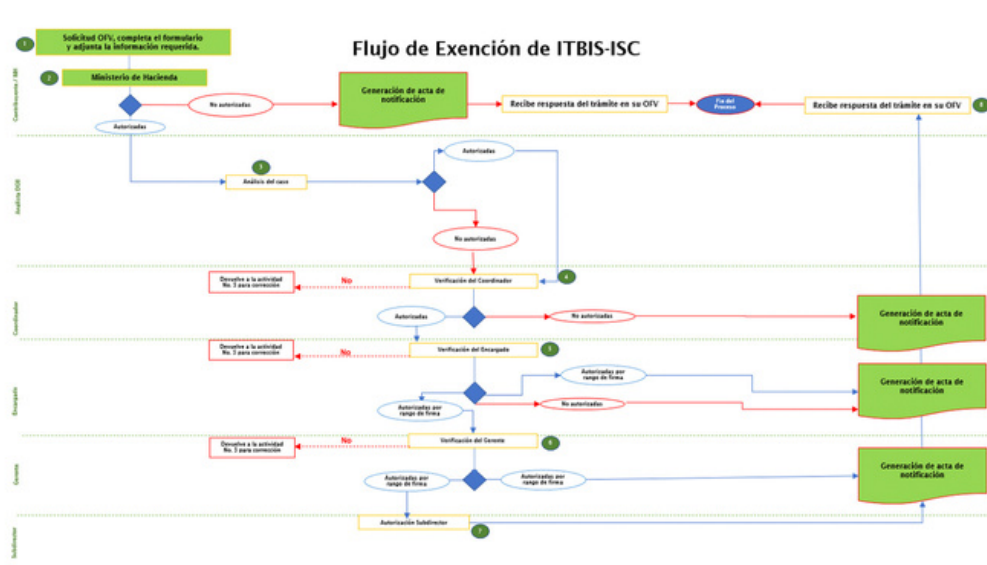 Flujo de Exención de ITBIS-ISC
1
Solicitud OFV, completa el formulario
y adjunta la información requerida.
2
Ministerio de Hacienda
Contribuyente /
No autorizadas
Generación de acta de
notificación
Recibe respuesta del trámite en su OFV
Fin del
Proceso
Recibe respuesta del trámite en su OFV
8
Autorizadas
Analista
3
Análisis del caso
Autorizadas
No autorizadas
4
Verificación del Coordinador
No
Devuelve a la actividad
No. 3 para corrección
Coordinador
Autorizadas
No autorizadas
Generación de acta de
notificación
Verificación del Encargado
5
No
Devuelve a la actividad
No. 3 para corrección
Encargado
Autorizadas por
rango de firma
Autorizadas por
rango de firma
No autorizadas
Generación de acta de
notificación
Verificación del Gerente
6
No
Devuelve a la actividad
No. 3 para corrección
Gerente
Autorizadas por
rango de firma
Autorizadas por
rango de firma
Generación de acta de
notificación
Subdirector
Autorización Subdirector
7